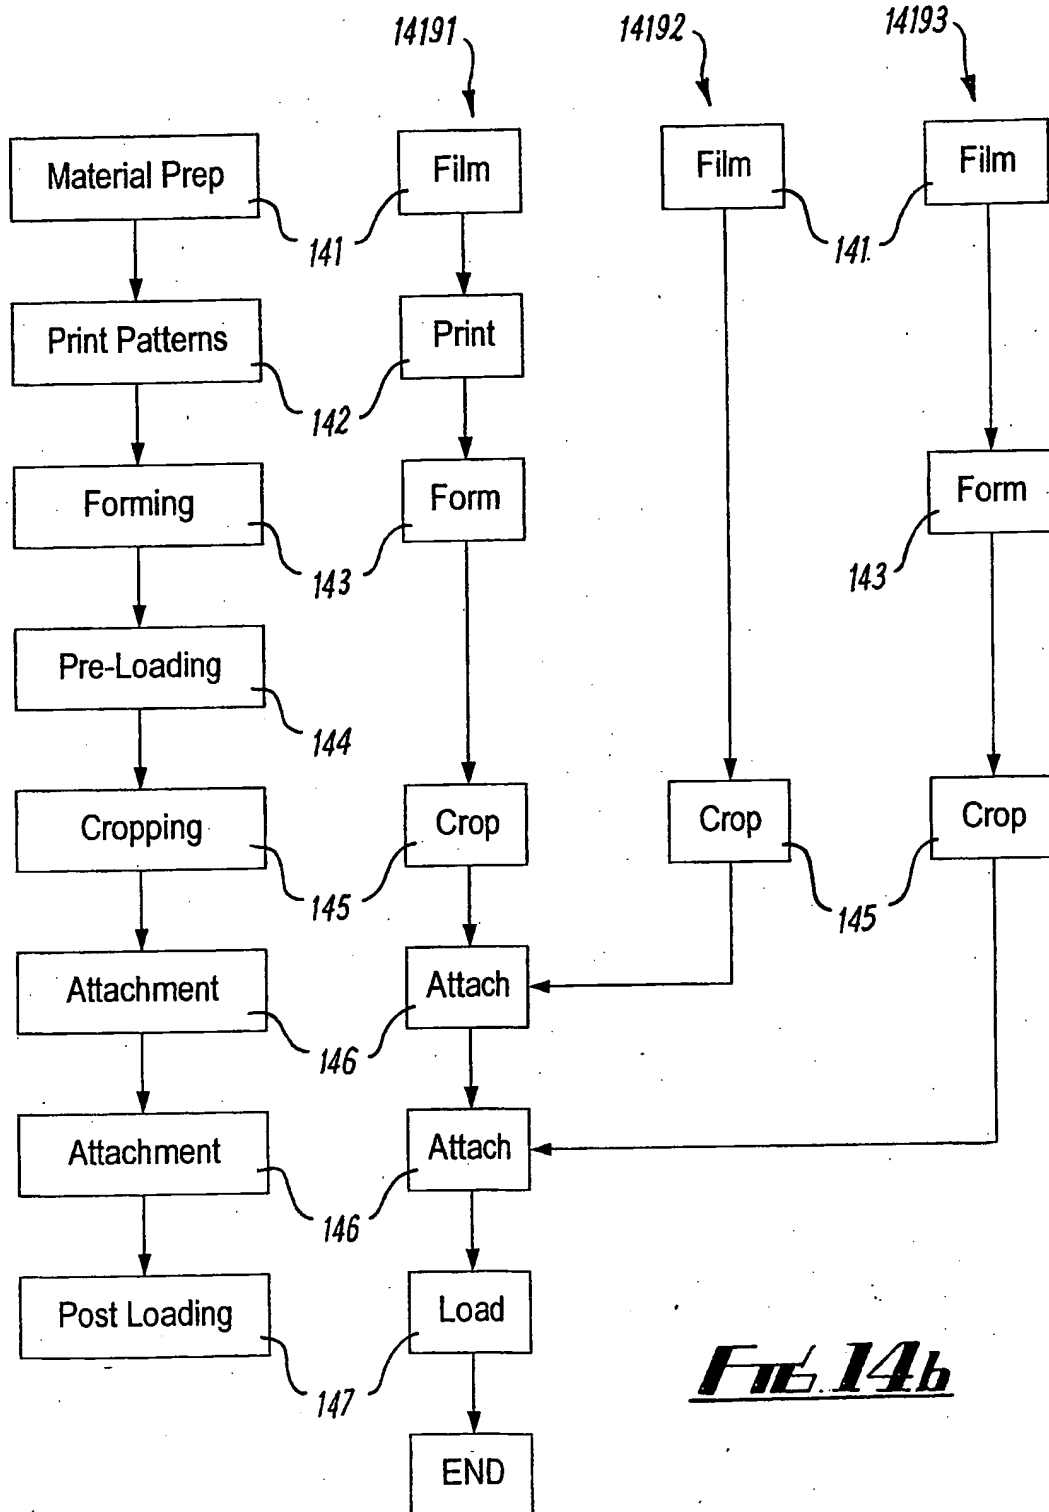 14191
14192
14193
Material Prep
Film
Film
Film
141
141.
Print Patterns
Print
142
Forming
Form
Form
143
143
Pre-Loading
144
Cropping
Crop
Crop
Crop
145
145
Attachment
Attach
146
Attachment
Attach
146
Post Loading
Load
147
END
FIG. 14b